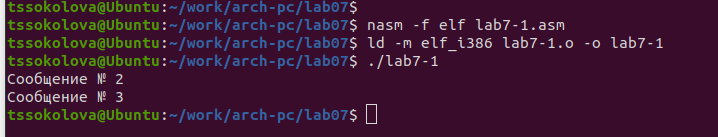 tssokolova@Ubuntu:~/work/arch-pc/lab07$
tssokolova@Ubuntu:~/work/arch-pc/lab07$ nasm -f elf lab7-1.asm
tssokolova@Ubuntu:~/work/arch-pc/lab07$ ld -m elf_i386 lab7-1.o -o lab7-1
tssokolova@Ubuntu:~/work/arch-pc/lab07$ ./lab7-1
Сообщение № 2
Сообщение № 3
tssokolova@Ubuntu:~/work/arch-pc/lab07$